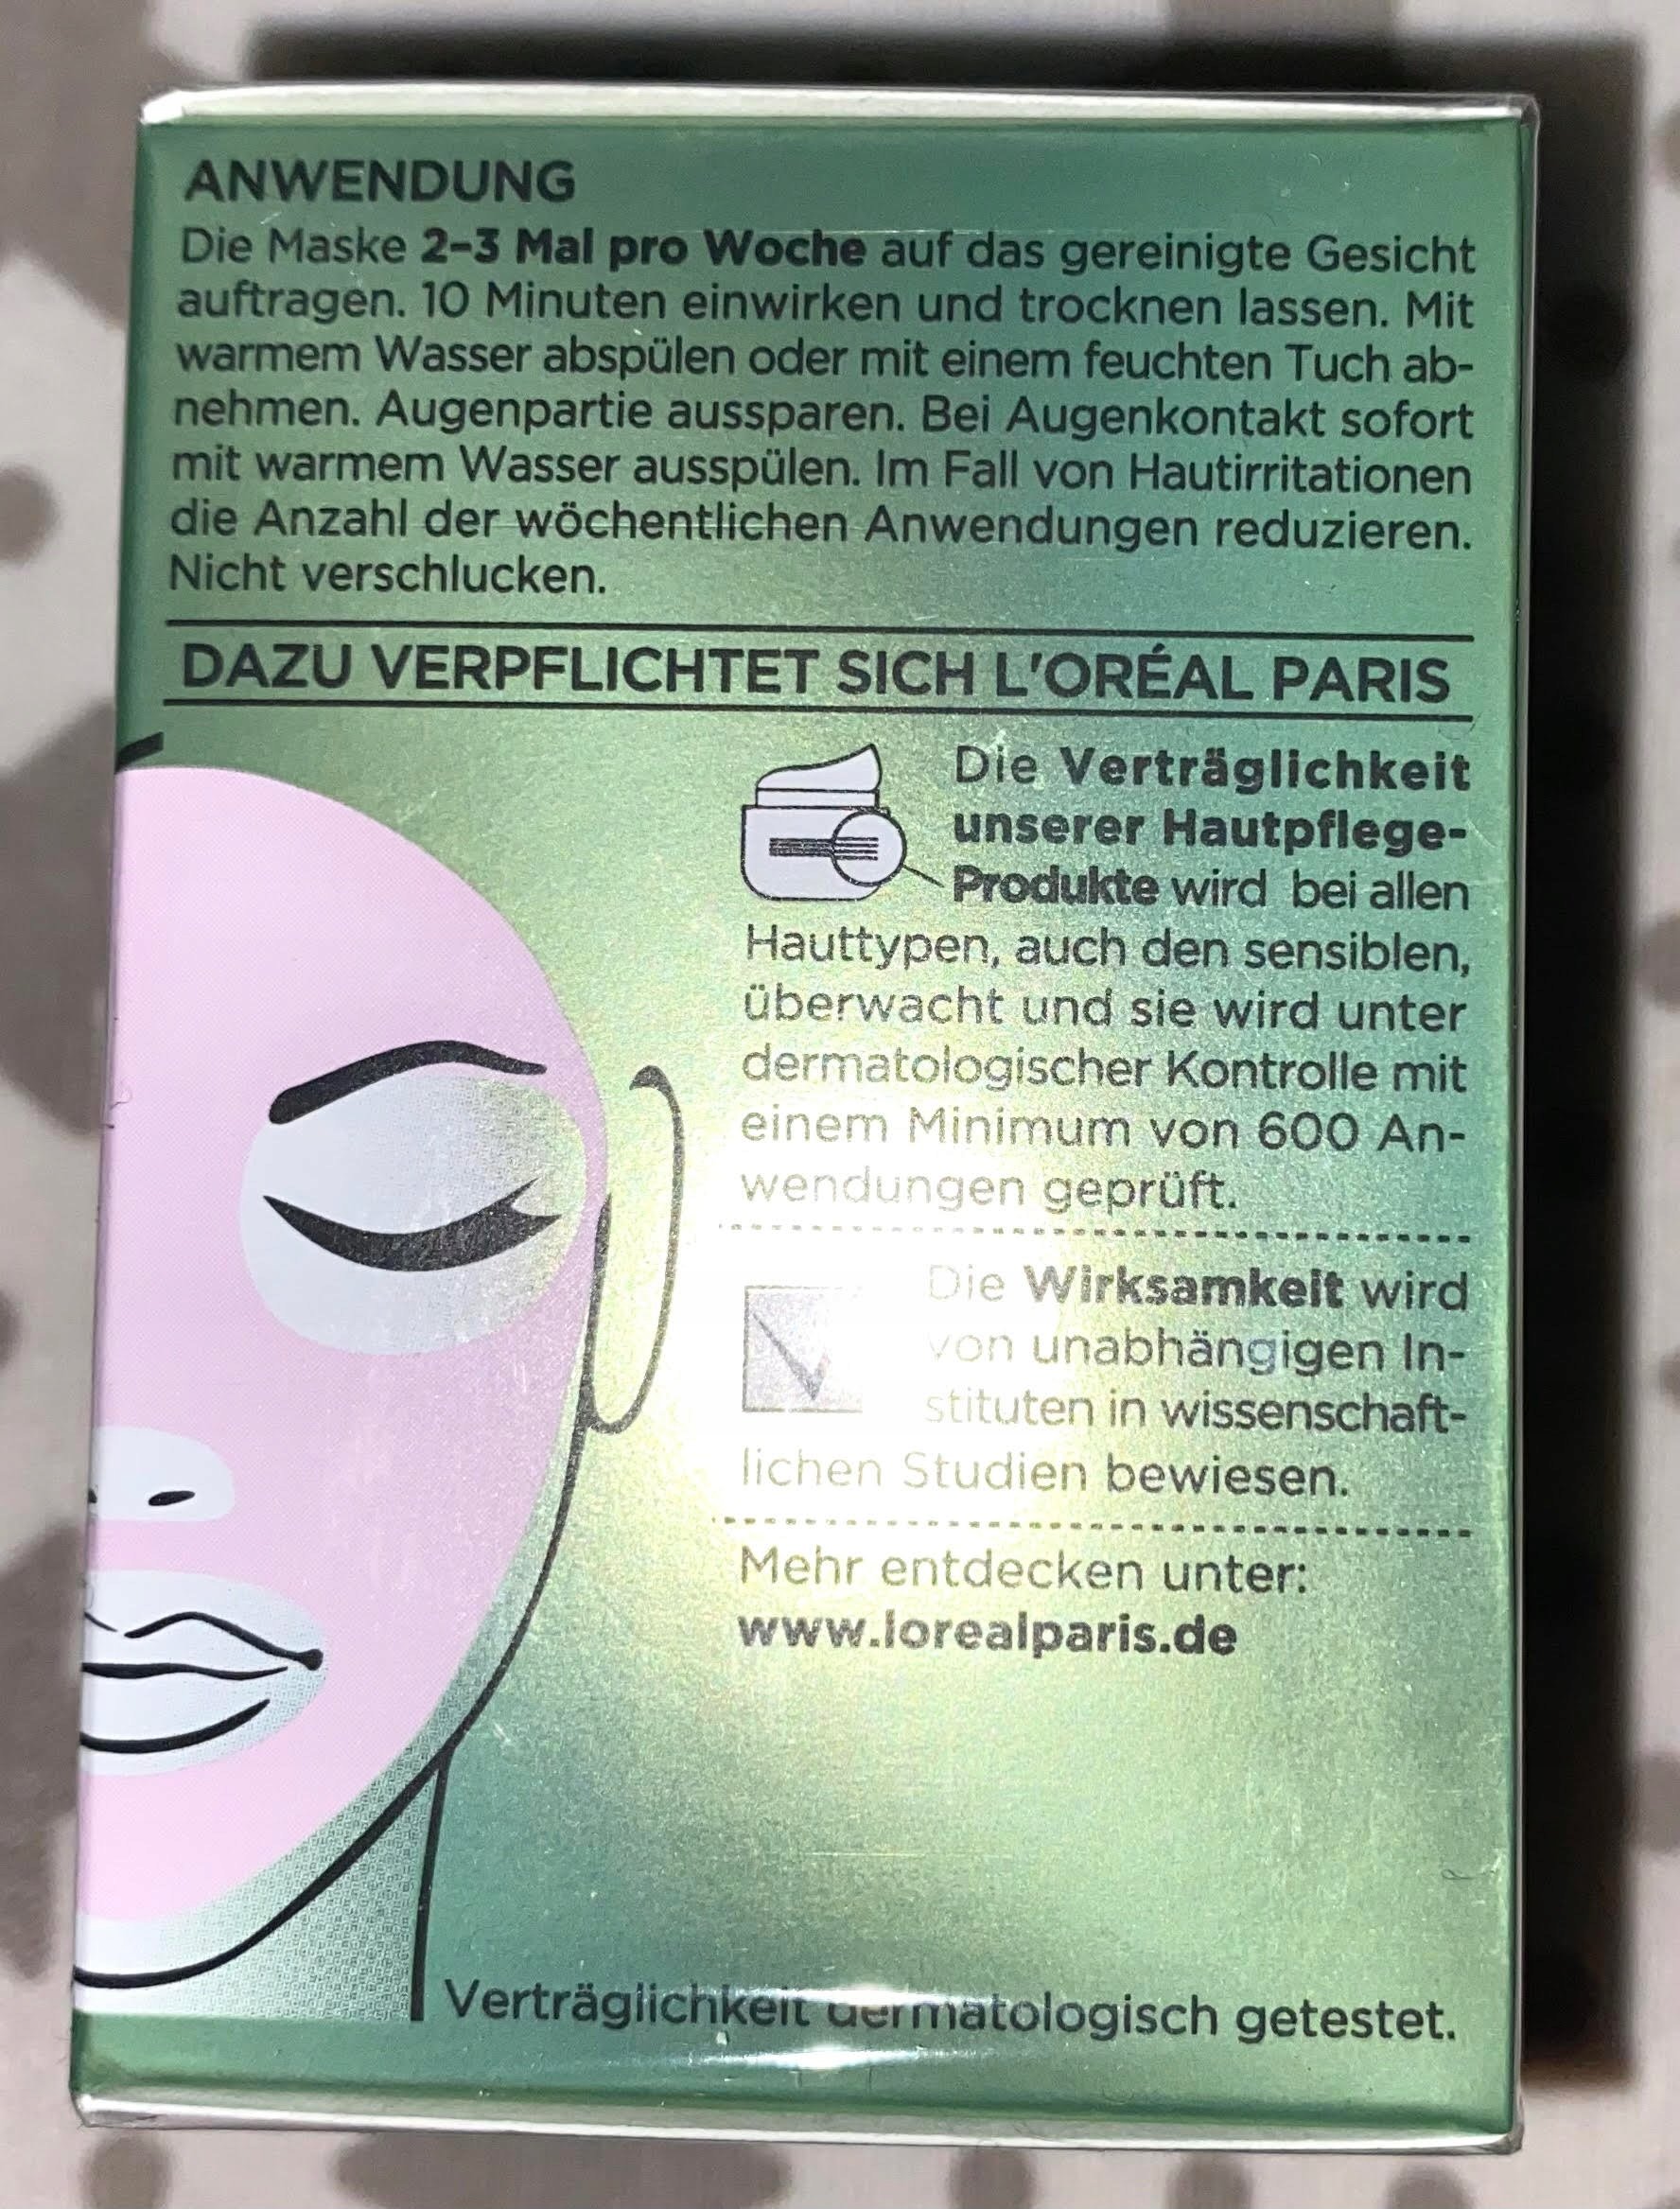 ANWENDUNG
Die Maske 2-3 Mal pro Woche auf das gereinigte Gesicht
auftragen. 10 Minuten einwirken und trocknen lassen. Mit
warmem Wasser abspülen oder mit einem feuchten Tuch ab-
nehmen. Augenpartie aussparen. Bei Augenkontakt sofort
mit warmem Wasser ausspülen. Im Fall von Hautirritationen
die Anzahl der wöchentlichen Anwendungen reduzieren.
Nicht verschlucken.
DAZU VERPFLICHTET SICH L'ORÉAL PARIS
Die Verträglichkeit
unserer Hautpflege-
Produkte wird bei allen
Hauttypen, auch den sensiblen,
überwacht und sie wird unter
dermatologischer Kontrolle mit
einem Minimum von 600 An-
wendungen geprüft.
Die Wirksamkeit wird
von unabhängigen In-
stituten in wissenschaft-
lichen Studien bewiesen.
Mehr entdecken unter:
www.lorealparis.de
Verträglichkeit dermatologisch getestet.